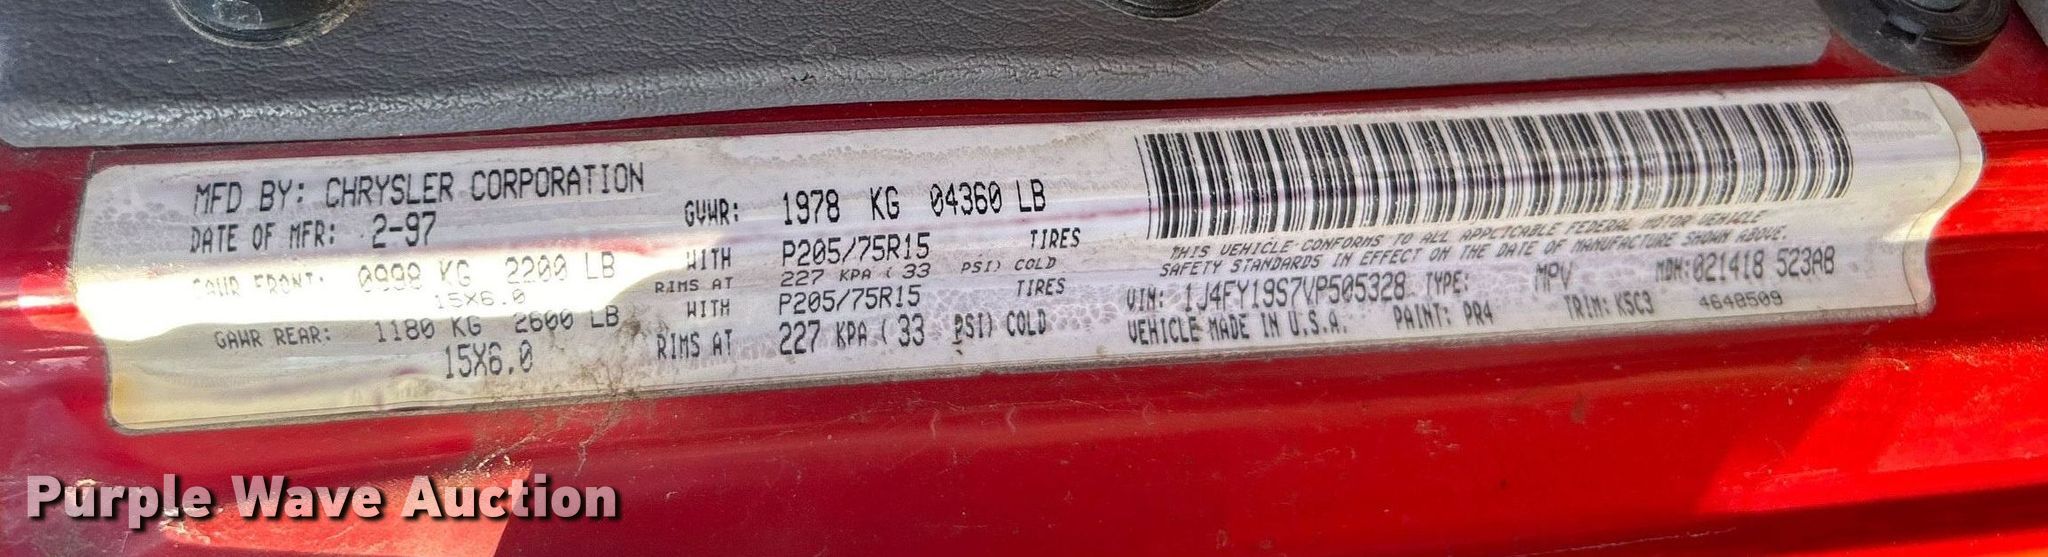 MFD BY: CHRYSLER CORPORATION
DATE OF MFR: 2-97
GVWR: 1978 KG 04360 LB
GAWR FRONT: 0998 KG 2200 LB
WITH P205/75R15 TIRES
15X6.0
RIMS AT 227 KPA ( 33 PSI) COLD
GAWR REAR: 1180 KG 2600 LB
WITH P205/75R15 TIRES
15X6.0
RIMS AT 227 KPA ( 33 PSI) COLD
THIS VEHICLE CONFORMS TO ALL APPLICABLE FEDERAL MOTOR VEHICLE
SAFETY STANDARDS IN EFFECT ON THE DATE OF MANUFACTURE SHOWN ABOVE.
VIN: 1J4FY19S7VP505328 TYPE: MPV MDH:021418 523AB
VEHICLE MADE IN U.S.A. PAINT: PR4 TRIM: K5C3 4648509
Purple Wave Auction